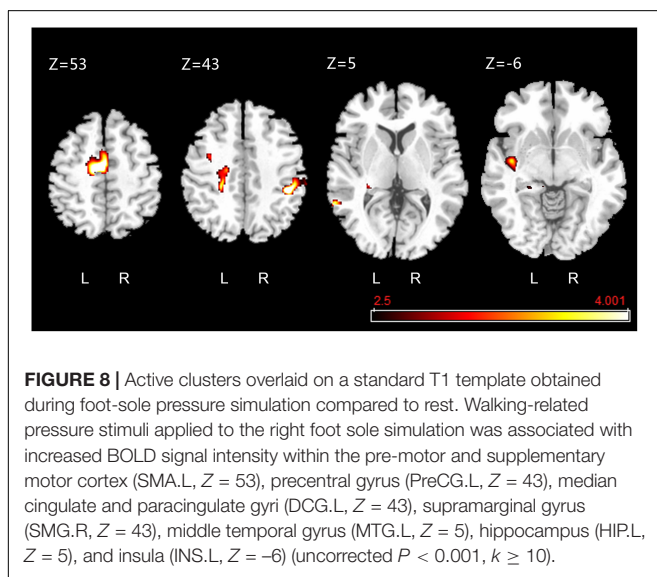 Z=53 Z=43 Z=5 Z=-6
L R L R L R L R
2.5 4.001
FIGURE 8 | Active clusters overlaid on a standard T1 template obtained
during foot-sole pressure simulation compared to rest. Walking-related
pressure stimuli applied to the right foot sole simulation was associated with
increased BOLD signal intensity within the pre-motor and supplementary
motor cortex (SMA.L, Z = 53), precentral gyrus (PreCG.L, Z = 43), median
cingulate and paracingulate gyri (DCG.L, Z = 43), supramarginal gyrus
(SMG.R, Z = 43), middle temporal gyrus (MTG.L, Z = 5), hippocampus (HIP.L,
Z = 5), and insula (INS.L, Z = –6) (uncorrected P < 0.001, k ≥ 10).